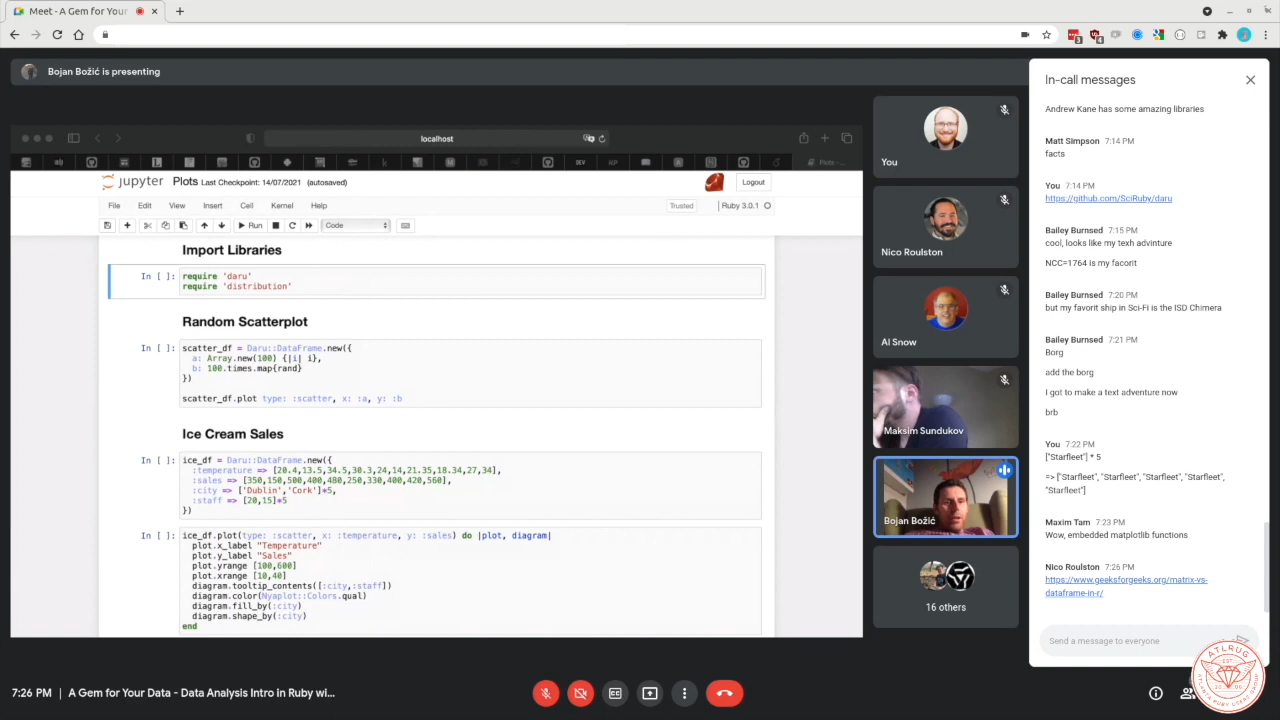 Meet - A Gem for Your
Bojan Božić is presenting
localhost
jupyter Plots Last Checkpoint: 14/07/2021 (autosaved)
Logout
File Edit View Insert Cell Kernel Help
Trusted
Ruby 3.0.1
Run
Code
Import Libraries
In [ ]: require 'daru'
require 'distribution'
Random Scatterplot
In [ ]: scatter_df = Daru::DataFrame.new({
a: Array.new(100) {|i| i},
b: 100.times.map{rand}
})
scatter_df.plot type: :scatter, x: :a, y: :b
Ice Cream Sales
In [ ]: ice_df = Daru::DataFrame.new({
:temperature => [20.4,13.5,34.5,30.3,24,14,21.35,18.34,27,34],
:sales => [350,150,500,400,480,250,330,400,420,560],
:city => ['Dublin','Cork']*5,
:staff => [20,15]*5
})
In [ ]: ice_df.plot(type: :scatter, x: :temperature, y: :sales) do |plot, diagram|
plot.x_label "Temperature"
plot.y_label "Sales"
plot.yrange [100,600]
plot.xrange [10,40]
diagram.tooltip_contents([:city,:staff])
diagram.color(Nyaplot::Colors.qual)
diagram.fill_by(:city)
diagram.shape_by(:city)
end
You
Nico Roulston
Al Snow
Maksim Sundukov
Bojan Božić
16 others
In-call messages
Andrew Kane has some amazing libraries
Matt Simpson 7:14 PM
facts
You 7:14 PM
https://github.com/SciRuby/daru
Bailey Burnsed 7:15 PM
cool, looks like my texh advinture
NCC=1764 is my facorit
Bailey Burnsed 7:20 PM
but my favorit ship in Sci-Fi is the ISD Chimera
Bailey Burnsed 7:21 PM
Borg
add the borg
I got to make a text adventure now
brb
You 7:22 PM
["Starfleet"] * 5
=> ["Starfleet", "Starfleet", "Starfleet", "Starfleet",
"Starfleet"]
Maxim Tam 7:23 PM
Wow, embedded matplotlib functions
Nico Roulston 7:26 PM
https://www.geeksforgeeks.org/matrix-vs-
dataframe-in-r/
Send a message to everyone
7:26 PM | A Gem for Your Data - Data Analysis Intro in Ruby wi...
ATLRUG
EST.
ATLANTA RUBY USERS GROUP